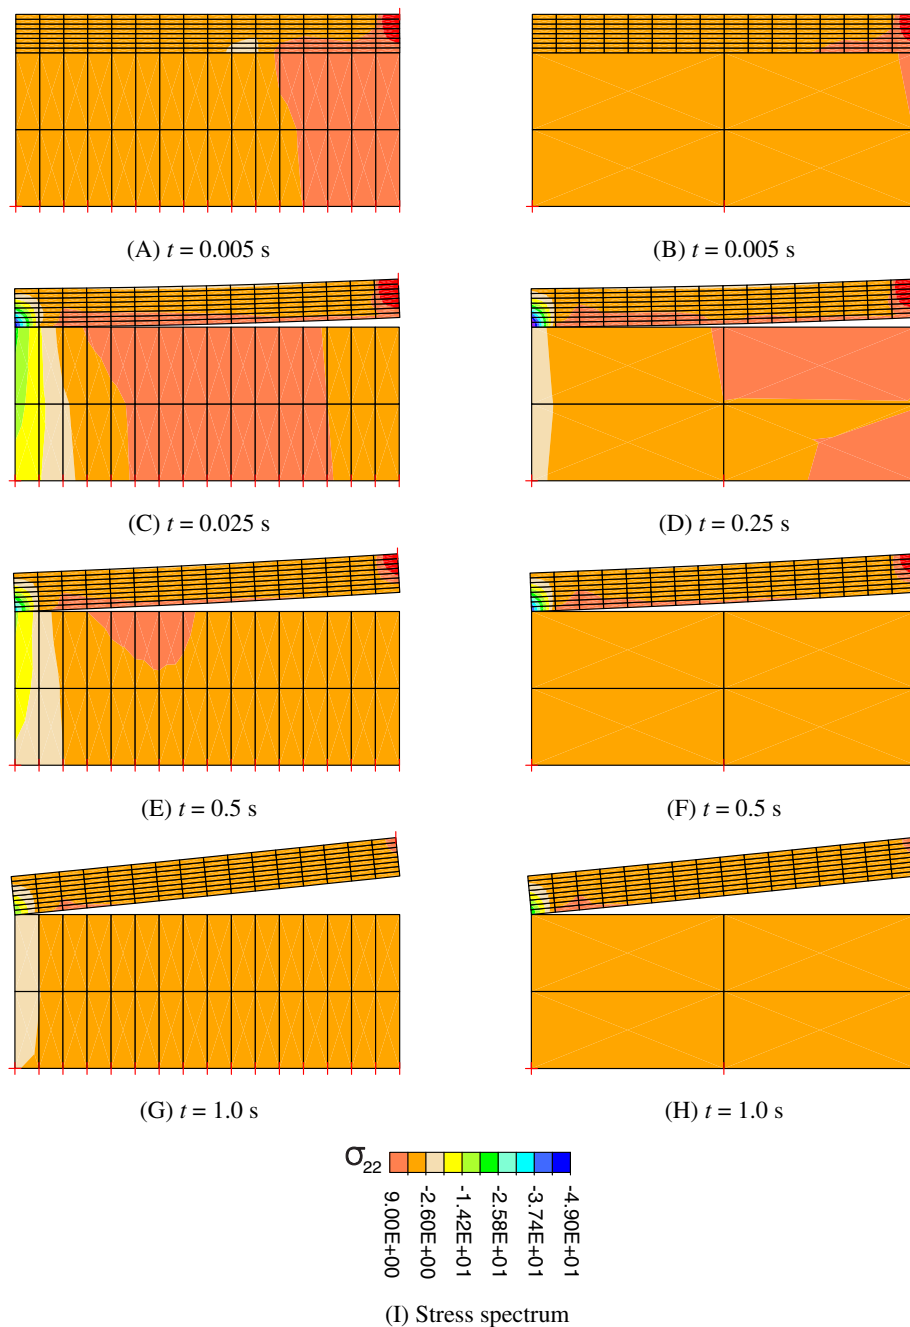 (A) t = 0.005 s
(B) t = 0.005 s
(C) t = 0.025 s
(D) t = 0.25 s
(E) t = 0.5 s
(F) t = 0.5 s
(G) t = 1.0 s
(H) t = 1.0 s
σ22
9.00E+00
-2.60E+00
-1.42E+01
-2.58E+01
-3.74E+01
-4.90E+01
(I) Stress spectrum